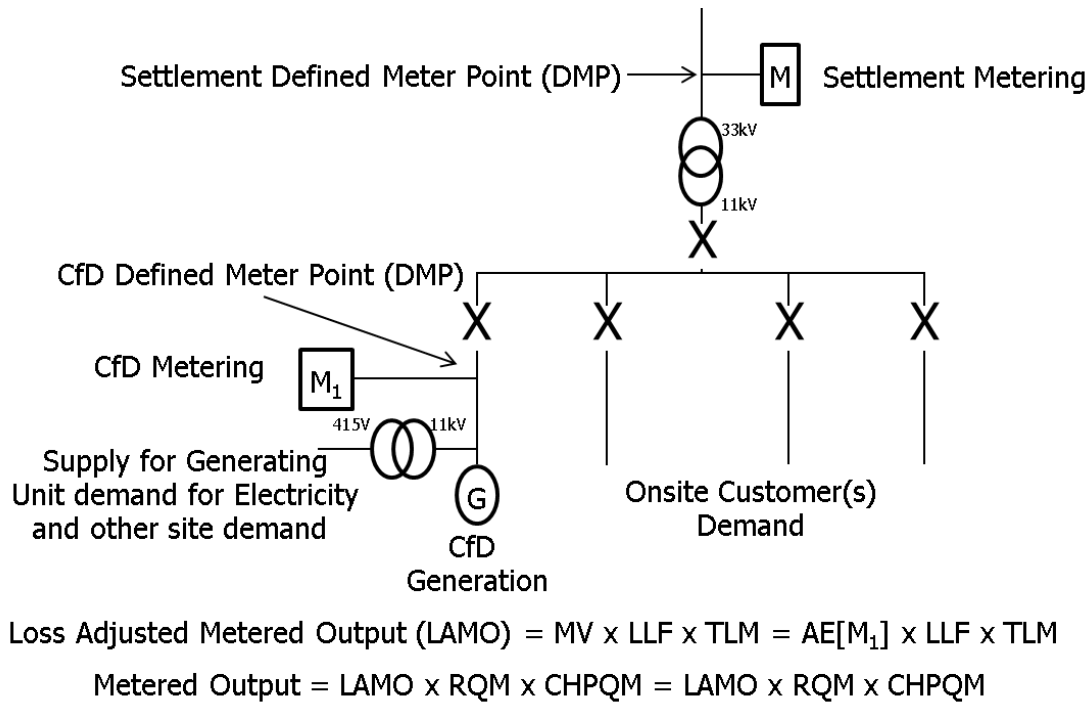 Settlement Defined Meter Point (DMP)
M
Settlement Metering
33kV
11kV
X
CfD Defined Meter Point (DMP)
X
X
X
X
CfD Metering
M₁
415V
11kV
Supply for Generating
Unit demand for Electricity
and other site demand
G
CfD
Generation
Onsite Customer(s)
Demand
Loss Adjusted Metered Output (LAMO) = MV x LLF x TLM = AE[M₁] x LLF x TLM
Metered Output = LAMO x RQM x CHPQM = LAMO x RQM x CHPQM